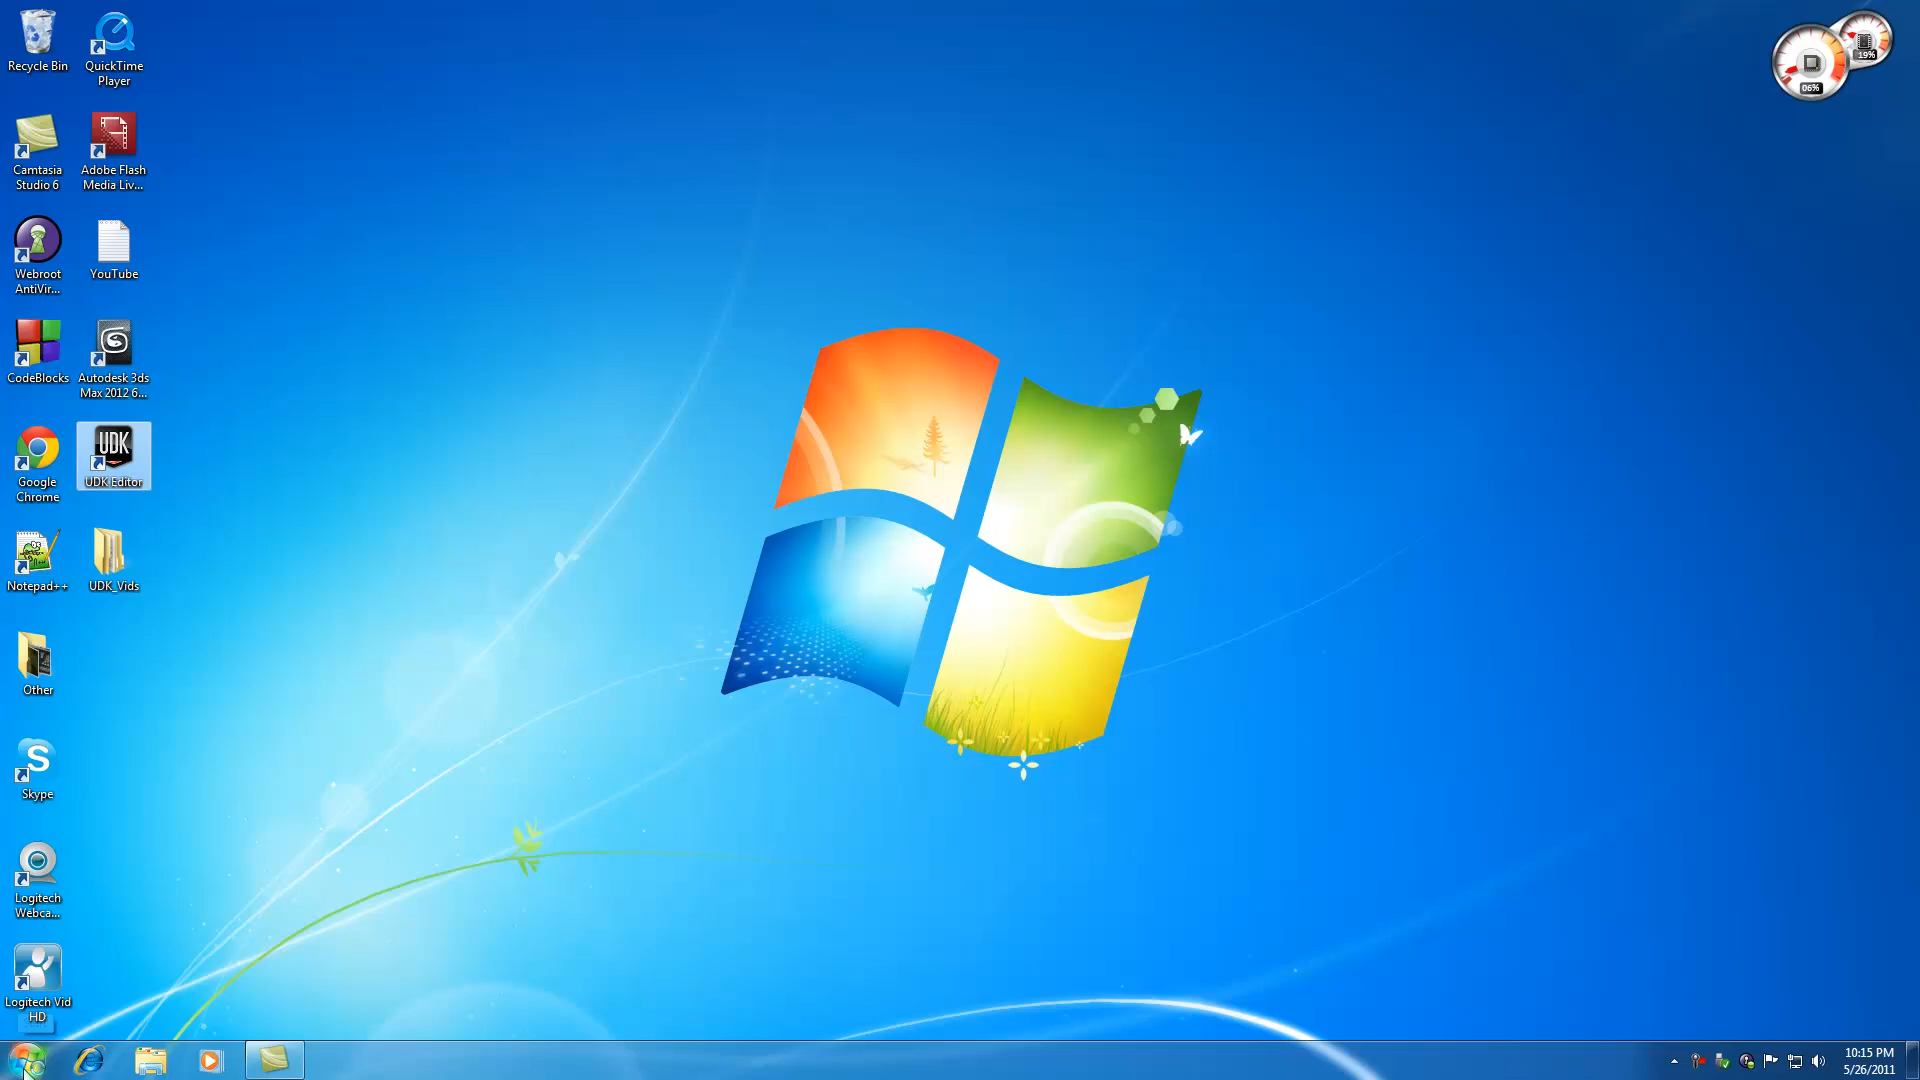 Recycle Bin
QuickTime
Player
Camtasia
Studio 6
Adobe Flash
Media Liv...
Webroot
AntiVir...
YouTube
CodeBlocks
Autodesk 3ds
Max 2012 6...
Google
Chrome
UDK
UDK Editor
Notepad++
UDK_Vids
Other
S
Skype
Logitech
Webca...
Logitech Vid
HD
06%
19%
10:15 PM
5/26/2011